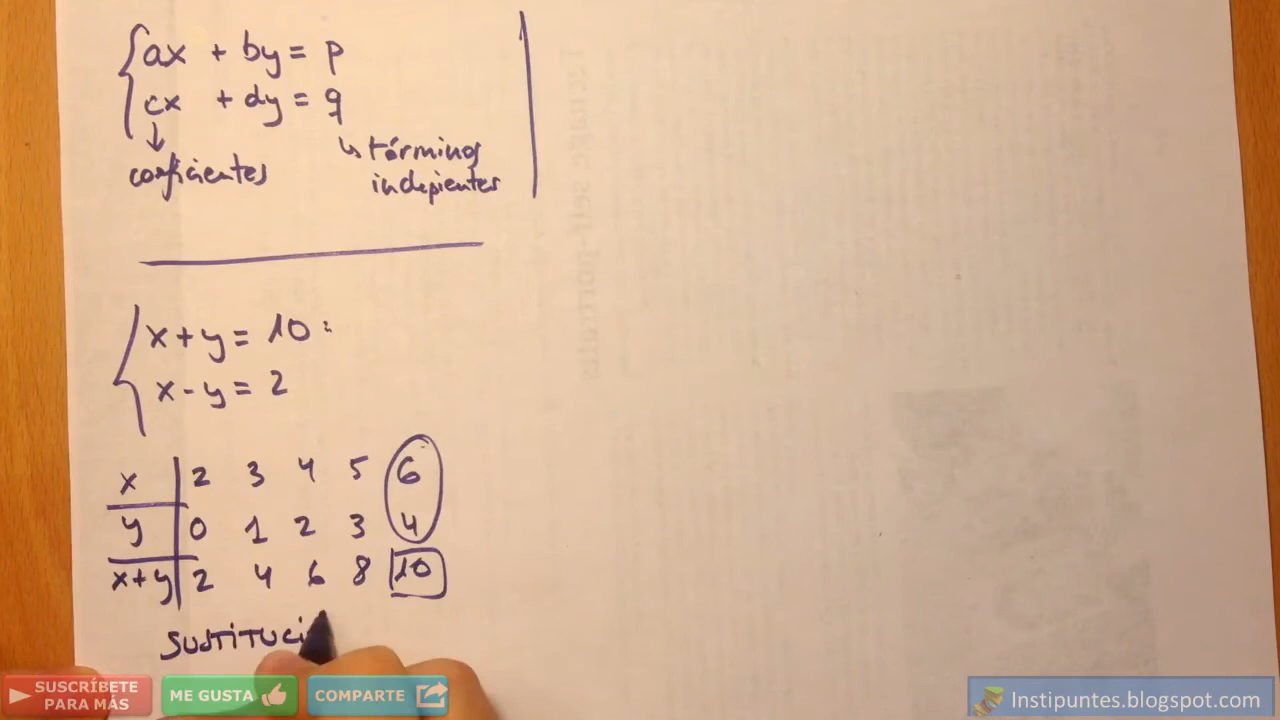 ax + by = p
cx + dy = q
coeficientes
términos
indepientes
x + y = 10
x - y = 2
x 2 3 4 5 6
y 0 1 2 3 4
x+y 2 4 6 8 10
SUSTITUCI
SUSCRÍBETE
PARA MÁS
ME GUSTA
COMPARTE
Instipuntes.blogspot.com